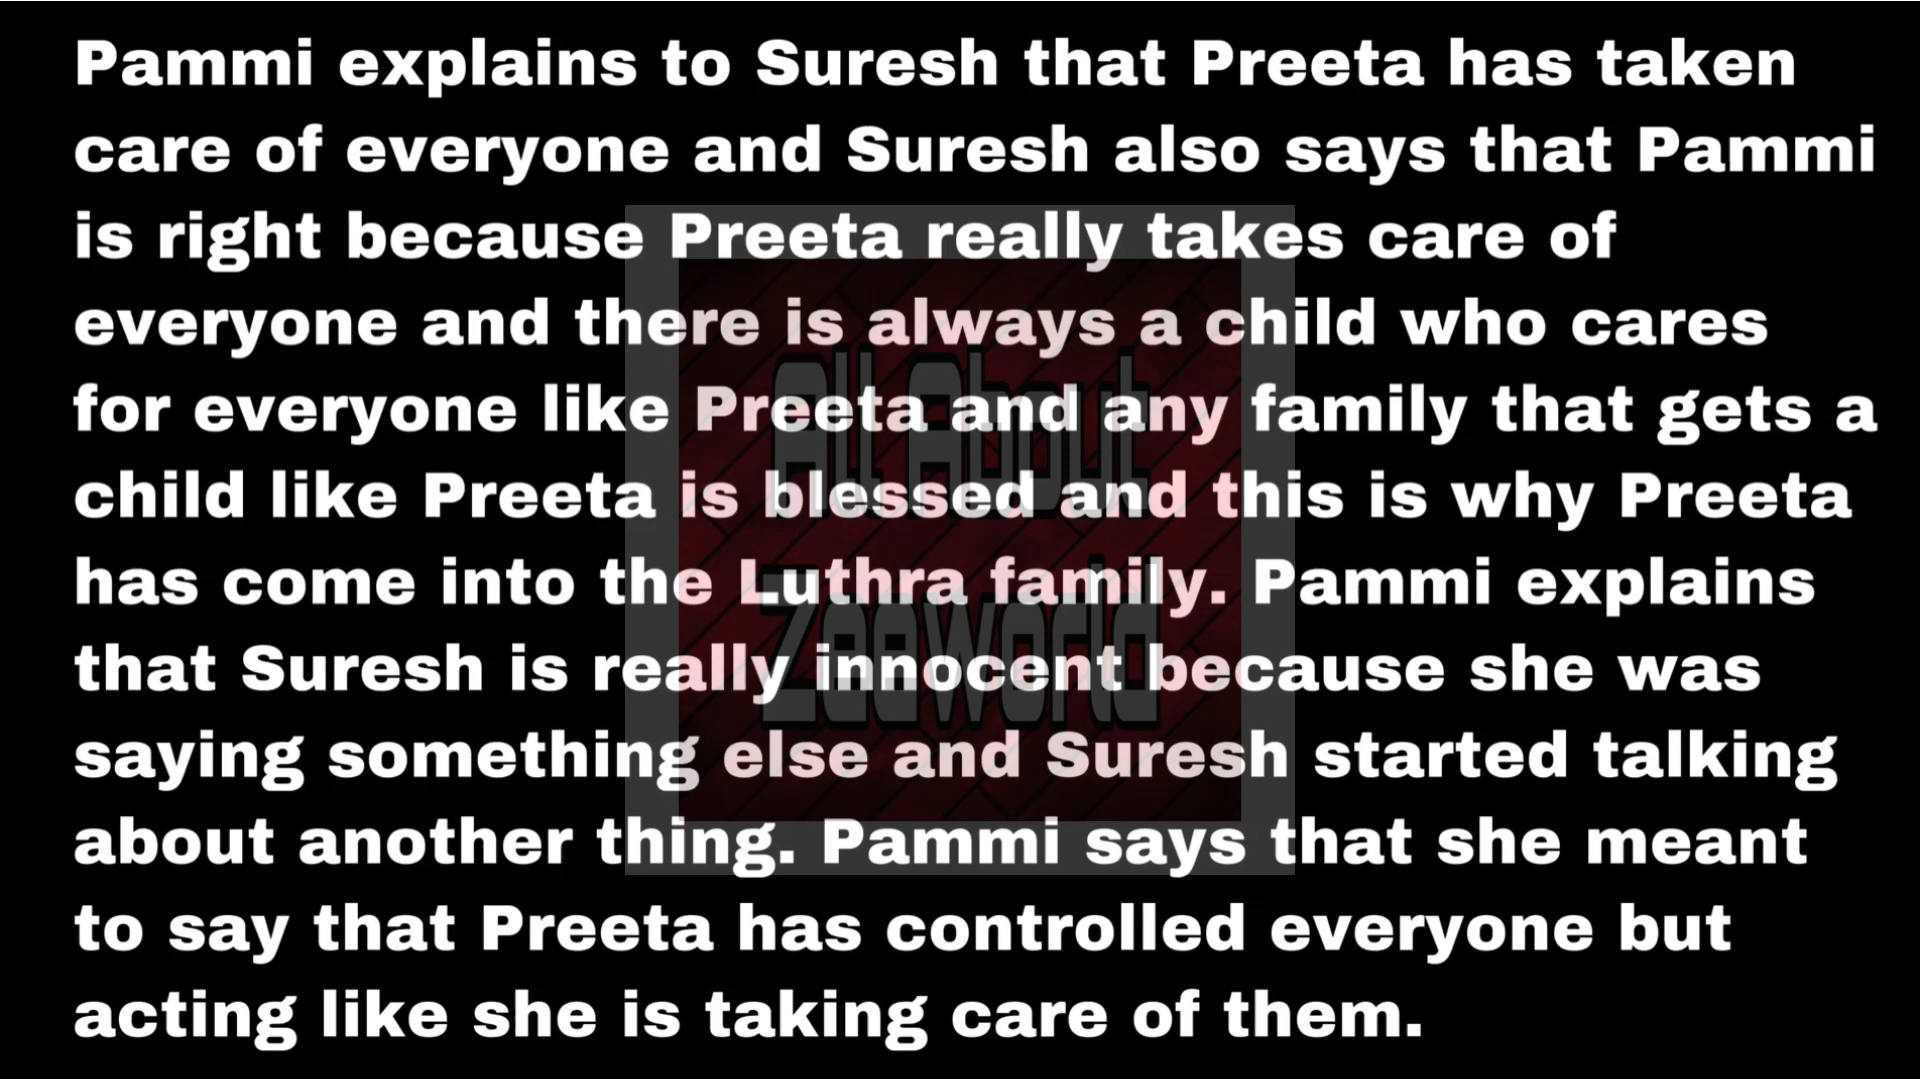 Pammi explains to Suresh that Preeta has taken
care of everyone and Suresh also says that Pammi
is right because Preeta really takes care of
everyone and there is always a child who cares
for everyone like Preeta and any family that gets a
child like Preeta is blessed and this is why Preeta
has come into the Luthra family. Pammi explains
that Suresh is really innocent because she was
saying something else and Suresh started talking
about another thing. Pammi says that she meant
to say that Preeta has controlled everyone but
acting like she is taking care of them.
All About
Zeeworld